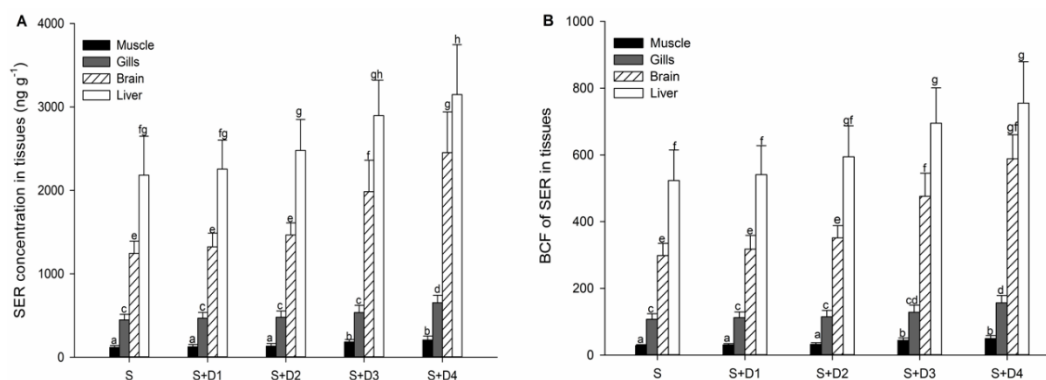 A
SER concentration in tissues (ng g⁻¹)
4000
3000
2000
1000
0
Muscle
Gills
Brain
Liver
a c e fg
a c e fg
a c e g
b c f gh
b d g h
S S+D1 S+D2 S+D3 S+D4
B
BCF of SER in tissues
1000
800
600
400
200
0
Muscle
Gills
Brain
Liver
a c e f
a c e f
a c e gf
b cd f g
b d gf g
S S+D1 S+D2 S+D3 S+D4